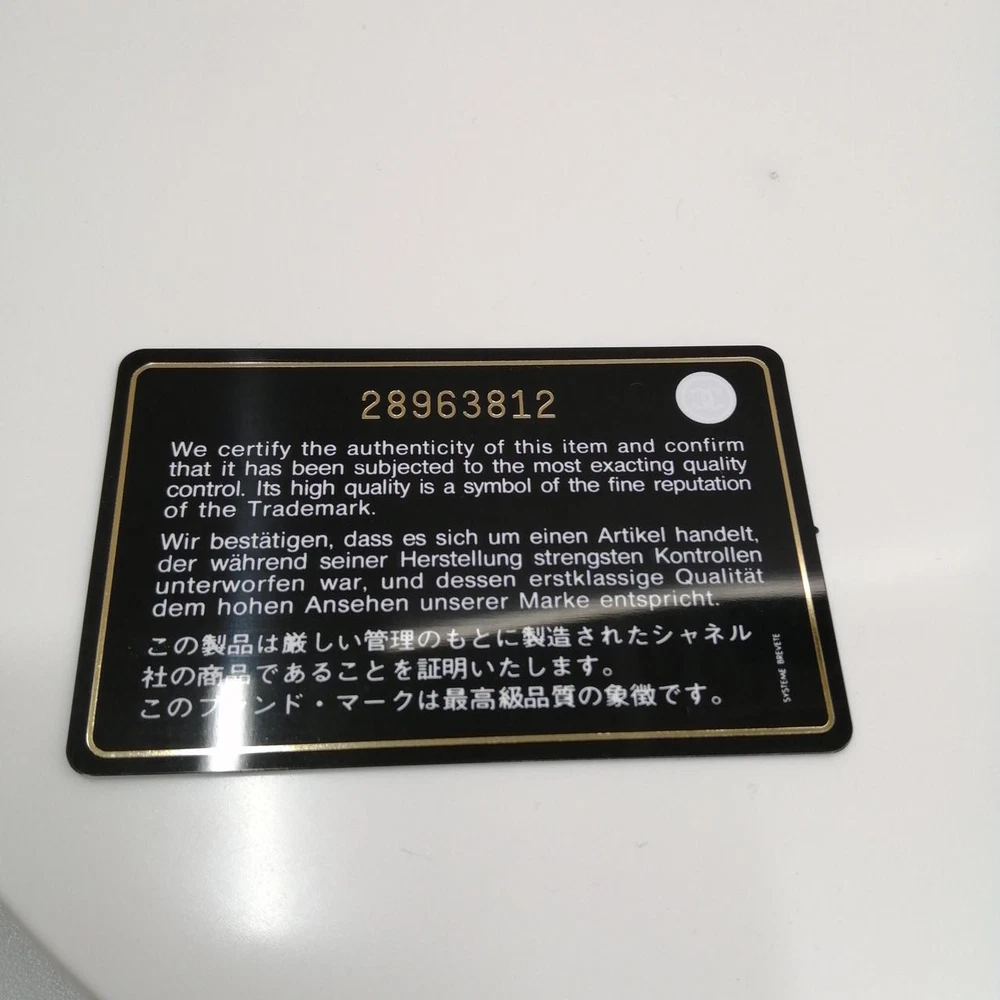 28963812
We certify the authenticity of this item and confirm
that it has been subjected to the most exacting quality
control. Its high quality is a symbol of the fine reputation
of the Trademark.
Wir bestätigen, dass es sich um einen Artikel handelt,
der während seiner Herstellung strengsten Kontrollen
unterworfen war, und dessen erstklassige Qualität
dem hohen Ansehen unserer Marke entspricht.
この製品は厳しい管理のもとに製造されたシャネル
社の商品であることを証明いたします。
このブランド・マークは最高級品質の象徴です。
SYSTEME BREVETE